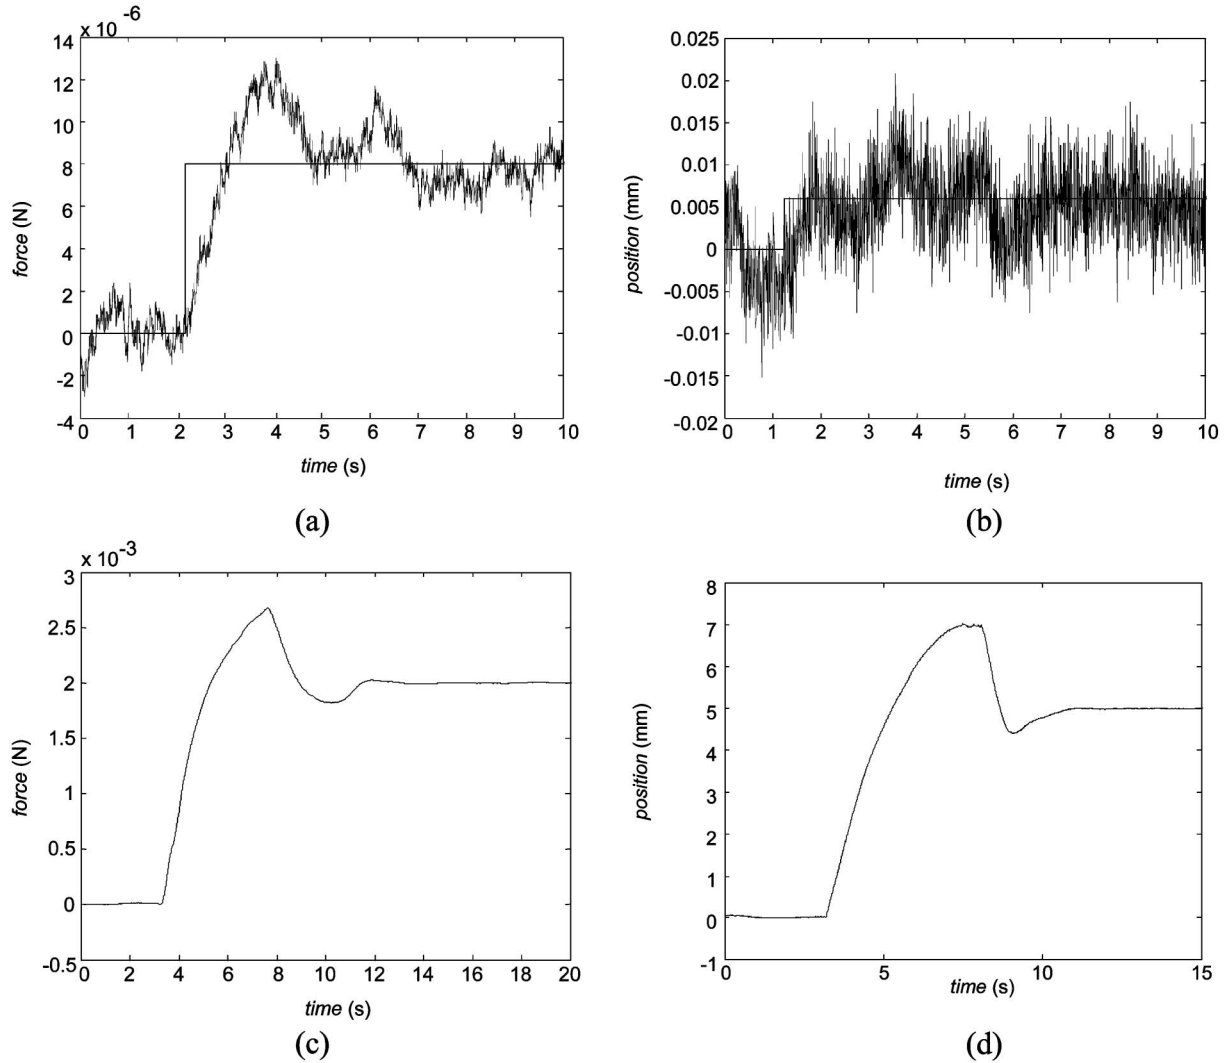 x 10 -6
14
12
10
8
6
4
2
0
-2
-4
force (N)
0 1 2 3 4 5 6 7 8 9 10
time (s)
(a)
0.025
0.02
0.015
0.01
0.005
0
-0.005
-0.01
-0.015
-0.02
position (mm)
0 1 2 3 4 5 6 7 8 9 10
time (s)
(b)
x 10 -3
3
2.5
2
1.5
1
0.5
0
-0.5
force (N)
0 2 4 6 8 10 12 14 16 18 20
time (s)
(c)
8
7
6
5
4
3
2
1
0
-1
position (mm)
0 5 10 15
time (s)
(d)